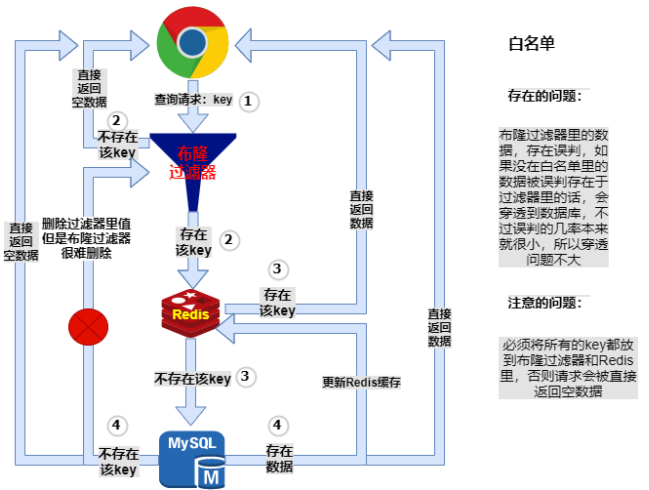 白名单
直接
返回
空数据
查询请求：key
1
存在的问题：
2
不存在
该key
布隆
过滤器
布隆过滤器里的数
据，存在误判，如
果没在白名单里的
数据被误判存在于
过滤器里的话，会
穿透到数据库，不
过误判的几率本来
就很小，所以穿透
问题不大
直接
返回
数据
删除过滤器里值
但是布隆过滤器
很难删除
直接
返回
空数据
存在
该key
2
3
存在
该key
Redis
注意的问题：
直接
返回
数据
必须将所有的key都放
到布隆过滤器和Redis
里，否则请求会被直接
返回空数据
不存在该key
3
更新Redis缓存
4
不存在
该key
MySQL
M
4
存在
数据